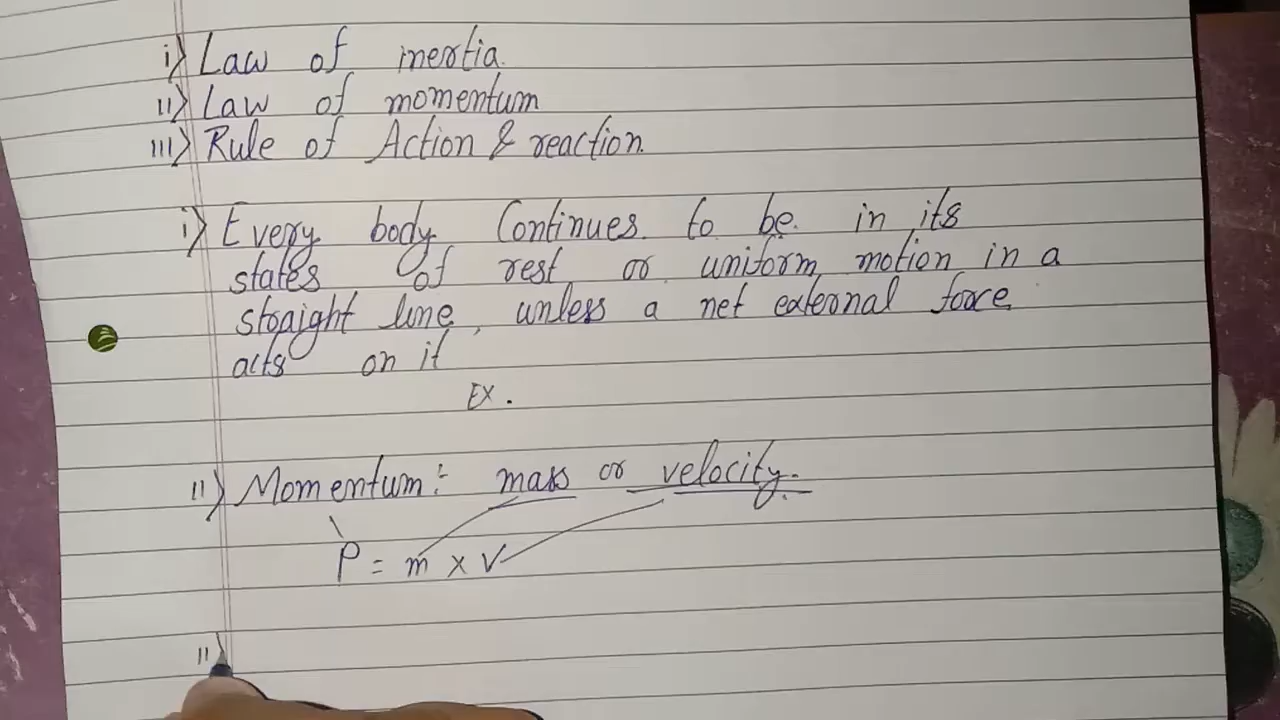 i) Law of inertia.
ii) Law of momentum
iii) Rule of Action & reaction.
i) Every body continues to be in its
states of rest or uniform motion in a
straight line, unless a net external force
acts on it
EX.
ii) Momentum: mass or velocity.
P = m x v
ii)